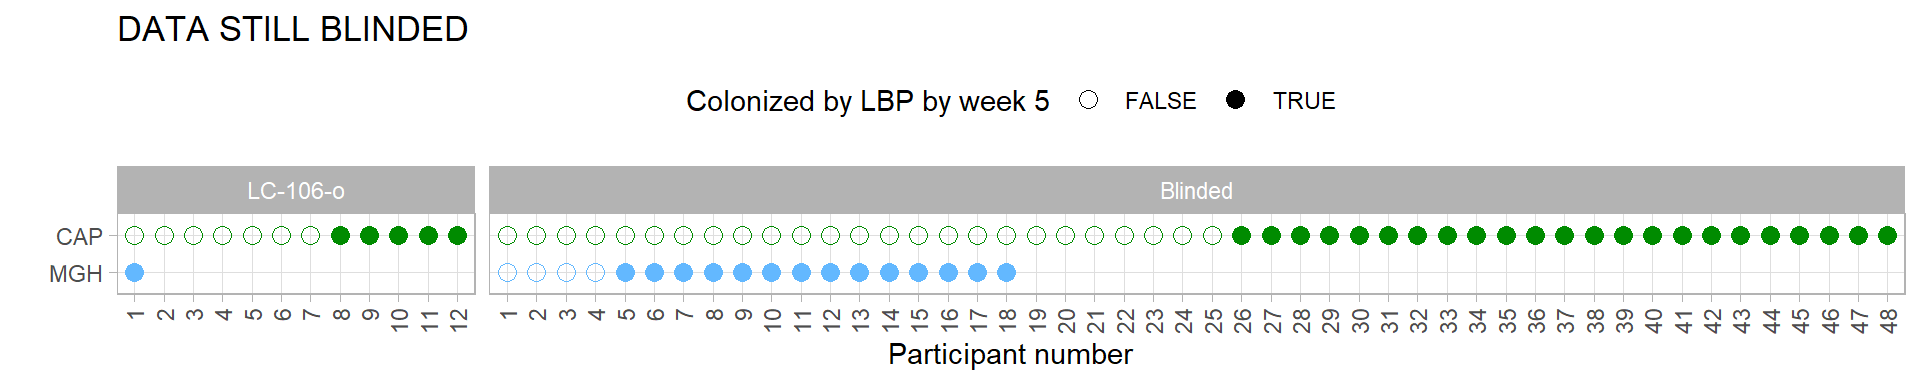 DATA STILL BLINDED
Colonized by LBP by week 5 FALSE TRUE
LC-106-o Blinded
CAP
MGH
1 2 3 4 5 6 7 8 9 10 11 12 1 2 3 4 5 6 7 8 9 10 11 12 13 14 15 16 17 18 19 20 21 22 23 24 25 26 27 28 29 30 31 32 33 34 35 36 37 38 39 40 41 42 43 44 45 46 47 48
Participant number